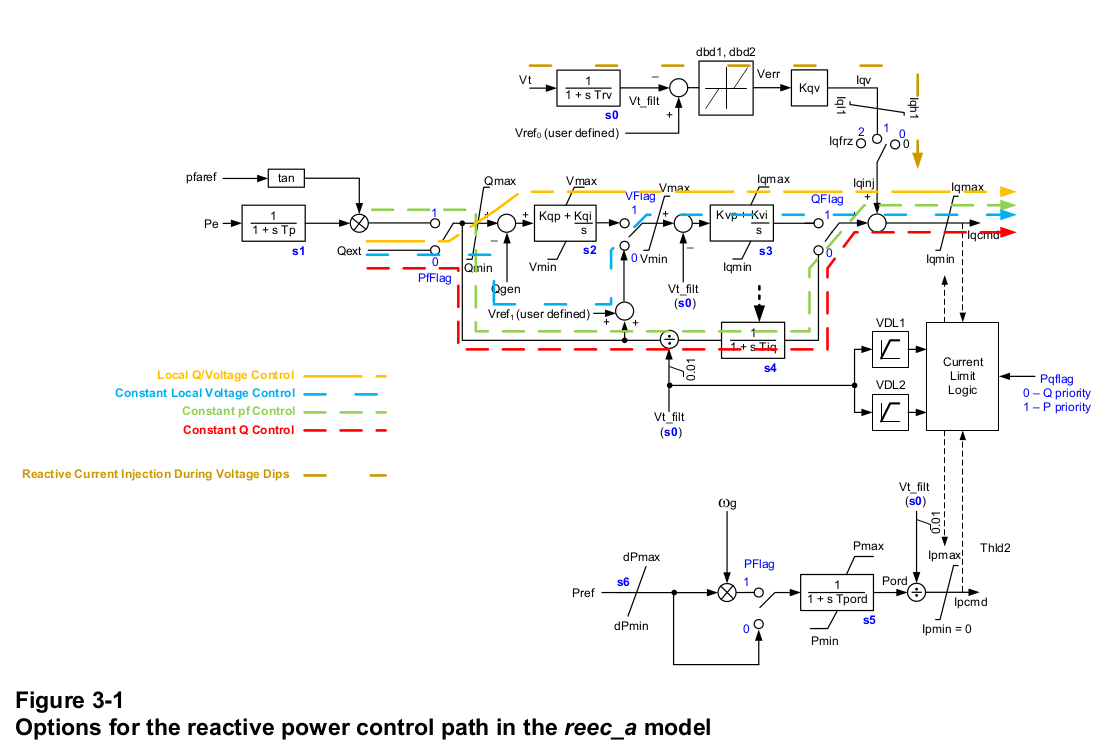 dbd1, dbd2
Vt
1
1 + s Trv
s0
Vt_filt
–
+
Verr
Kqv
Iqv
Iql1
Iqh1
Vref₀ (user defined)
Iqfrz
2
1
0
0
pfaref
tan
Pe
1
1 + s Tp
s1
Qext
1
0
PfFlag
Qmax
Qmin
+
–
Qgen
+
Vmax
Kqp + Kqi
s
s2
Vmin
VFlag
1
0
Vmax
Vmin
+
–
Vt_filt
(s0)
Iqmax
Kvp + Kvi
s
s3
Iqmin
QFlag
1
0
Iqinj
+
+
Iqmax
Iqcmd
Iqmin
Vref₁ (user defined)
+
+
÷
1
1 + s Tiq
s4
0.01
Vt_filt
(s0)
VDL1
VDL2
Current
Limit
Logic
Pqflag
0 – Q priority
1 – P priority
Local Q/Voltage Control
Constant Local Voltage Control
Constant pf Control
Constant Q Control
Reactive Current Injection During Voltage Dips
ωg
Vt_filt
(s0)
0.01
dPmax
s6
Pref
dPmin
PFlag
1
0
Pmax
1
1 + s Tpord
s5
Pmin
Pord
÷
Ipmax
Thld2
Ipcmd
Ipmin = 0
Figure 3-1
Options for the reactive power control path in the reec_a model